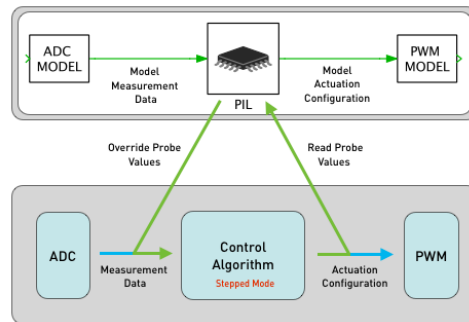 ADC
MODEL
Model
Measurement
Data
PIL
Model
Actuation
Configuration
PWM
MODEL
Override Probe
Values
Read Probe
Values
ADC
Measurement
Data
Control
Algorithm
Stepped Mode
Actuation
Configuration
PWM